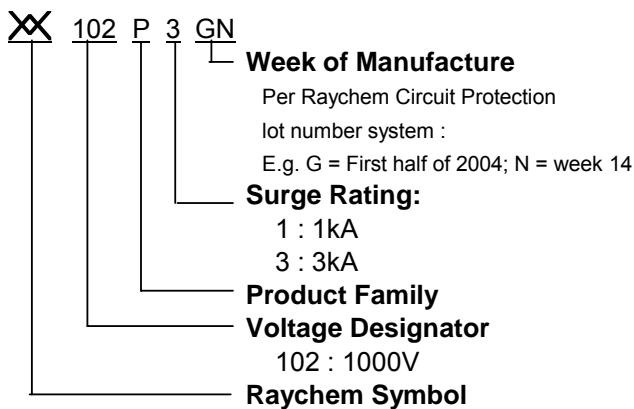 102 P 3 GN
Week of Manufacture
Per Raychem Circuit Protection
lot number system :
E.g. G = First half of 2004; N = week 14
Surge Rating:
1 : 1kA
3 : 3kA
Product Family
Voltage Designator
102 : 1000V
Raychem Symbol